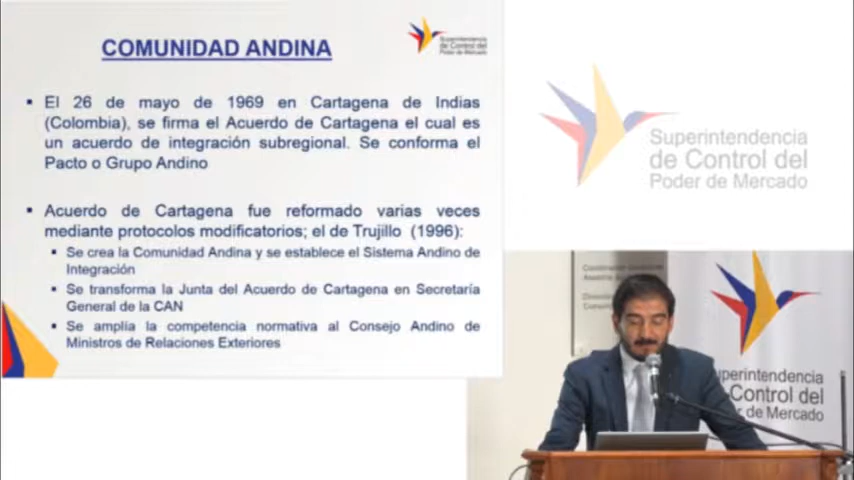 COMUNIDAD ANDINA
Superintendencia
de Control del
Poder de Mercado
▪ El 26 de mayo de 1969 en Cartagena de Indias
(Colombia), se firma el Acuerdo de Cartagena el cual es
un acuerdo de integración subregional. Se conforma el
Pacto o Grupo Andino
▪ Acuerdo de Cartagena fue reformado varias veces
mediante protocolos modificatorios; el de Trujillo (1996):
▪ Se crea la Comunidad Andina y se establece el Sistema Andino de
Integración
▪ Se transforma la Junta del Acuerdo de Cartagena en Secretaría
General de la CAN
▪ Se amplía la competencia normativa al Consejo Andino de
Ministros de Relaciones Exteriores
Superintendencia
de Control del
Poder de Mercado
uperintendencia
Control del
r de Mercado